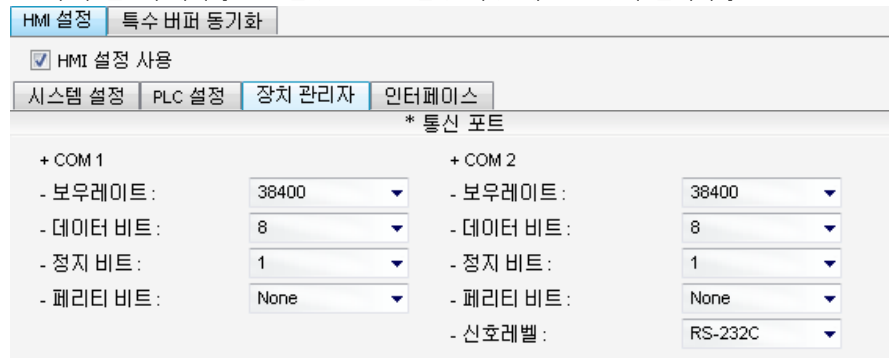 HMI 설정 특수 버퍼 동기화
HMI 설정 사용
시스템 설정 PLC 설정 장치 관리자 인터페이스
* 통신 포트
+ COM 1 + COM 2
- 보우레이트 : 38400 - 보우레이트 : 38400
- 데이터 비트 : 8 - 데이터 비트 : 8
- 정지 비트 : 1 - 정지 비트 : 1
- 페리티 비트 : None - 페리티 비트 : None
- 신호레벨 : RS-232C